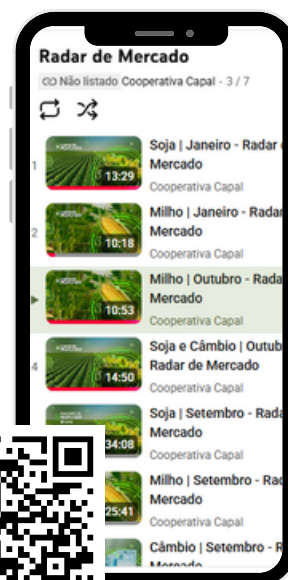 Radar de Mercado
Não listado Cooperativa Capal - 3 / 7
1
13:29
Soja | Janeiro - Radar
Mercado
Cooperativa Capal
2
10:18
Milho | Janeiro - Radar
Mercado
Cooperativa Capal
10:53
Milho | Outubro - Rada
Mercado
Cooperativa Capal
4
14:50
Soja e Câmbio | Outub
Radar de Mercado
Cooperativa Capal
34:08
Soja | Setembro - Rada
Mercado
Cooperativa Capal
25:41
Milho | Setembro - Ra
Mercado
Cooperativa Capal
Câmbio | Setembro - R
Mercado